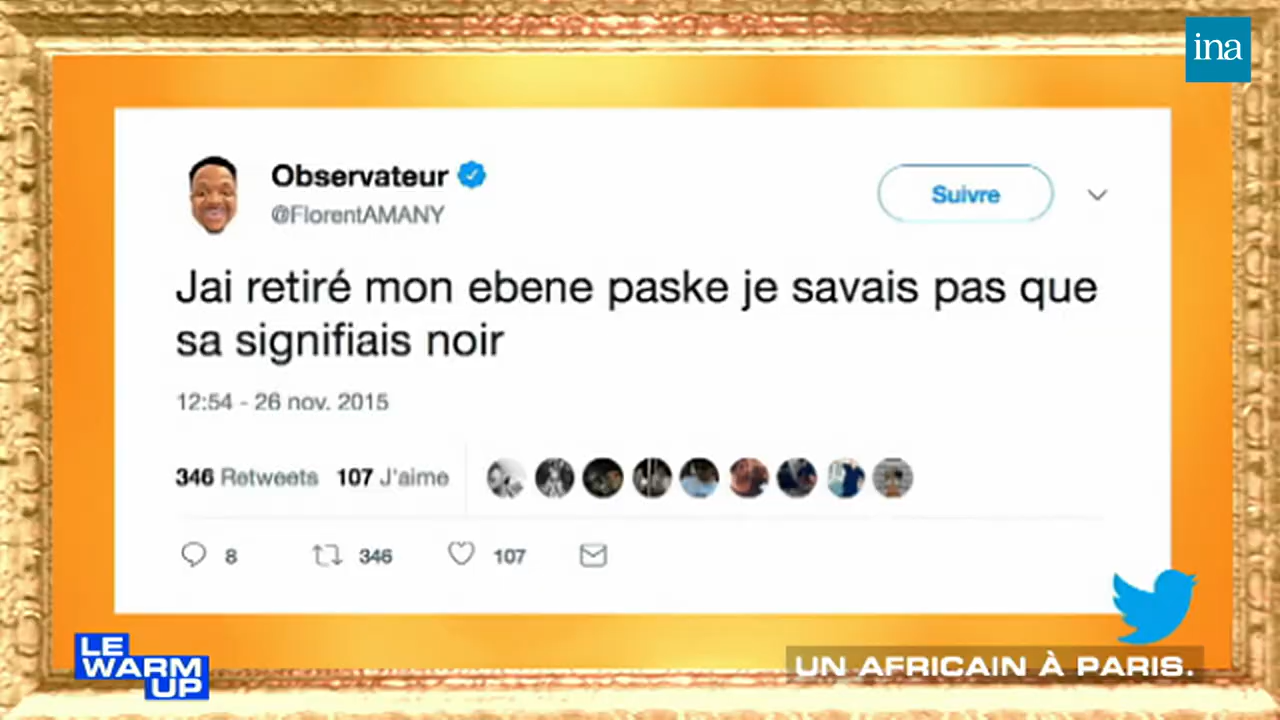 ina
Observateur
@FlorentAMANY
Suivre
Jai retiré mon ebene paske je savais pas que
sa signifiais noir
12:54 - 26 nov. 2015
346 Retweets 107 J'aime
8 346 107
LE
WARM
UP
UN AFRICAIN À PARIS.